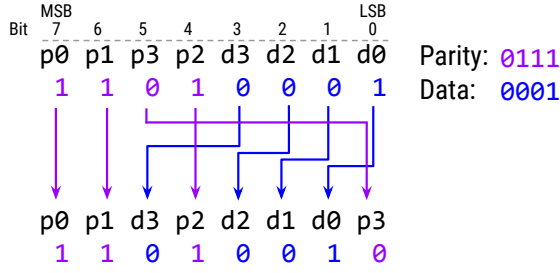 MSB LSB
Bit 7 6 5 4 3 2 1 0
p0 p1 p3 p2 d3 d2 d1 d0 Parity: 0111
1 1 0 1 0 0 0 1 Data: 0001
p0 p1 d3 p2 d2 d1 d0 p3
1 1 0 1 0 0 1 0